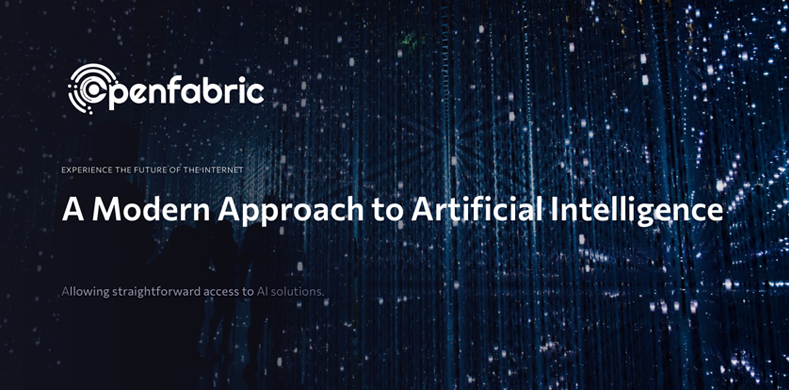 Openfabric
EXPERIENCE THE FUTURE OF THE INTERNET
A Modern Approach to Artificial Intelligence
Allowing straightforward access to AI solutions.